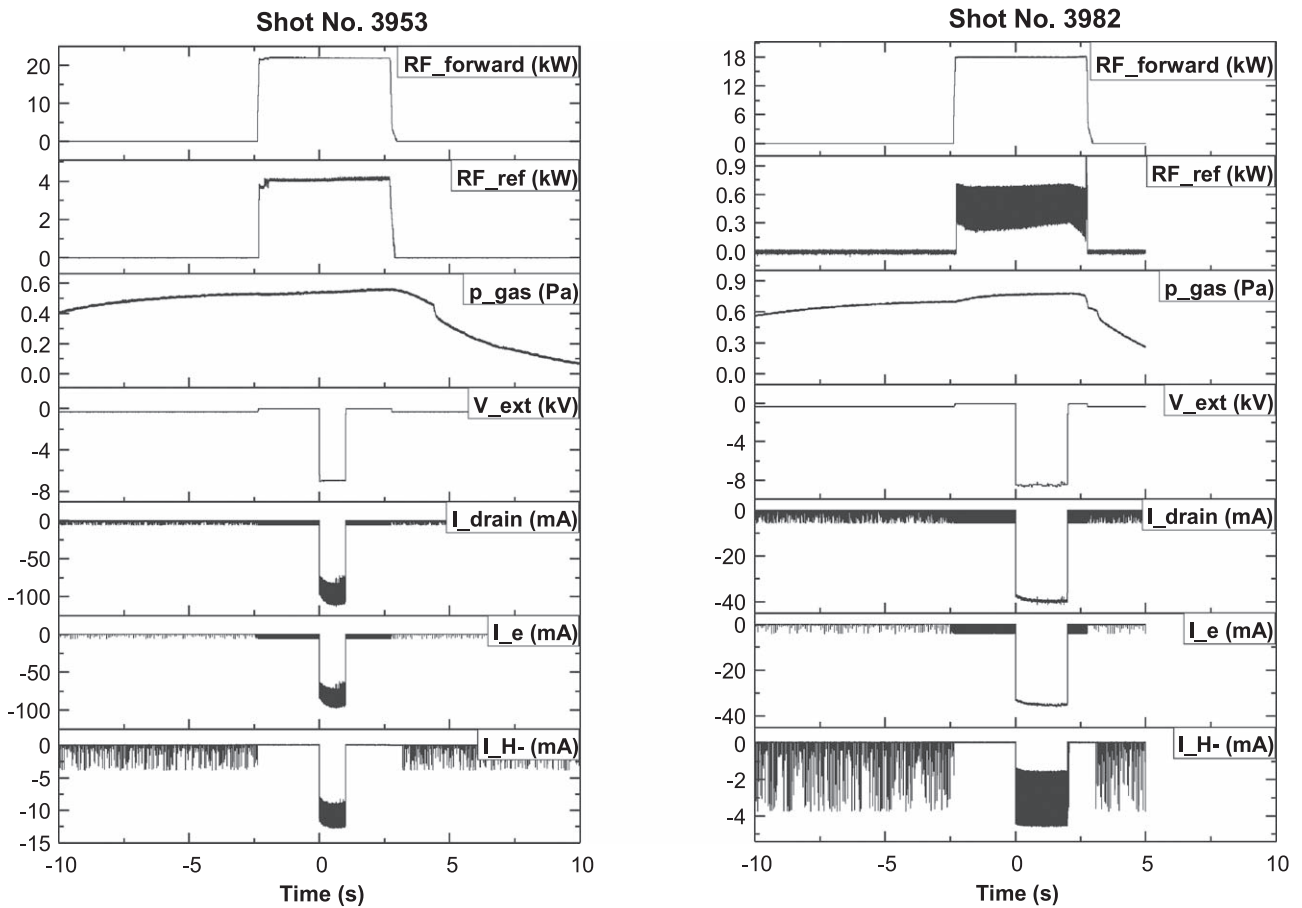 Shot No. 3953
RF_forward (kW)
20
10
0
RF_ref (kW)
4
2
0
p_gas (Pa)
0.6
0.4
0.2
0.0
V_ext (kV)
0
-4
-8
I_drain (mA)
0
-50
-100
I_e (mA)
0
-50
-100
I_H- (mA)
0
-5
-10
-15
-10 -5 0 5 10
Time (s)
Shot No. 3982
RF_forward (kW)
18
12
6
0
RF_ref (kW)
0.9
0.6
0.3
0.0
p_gas (Pa)
0.9
0.6
0.3
0.0
V_ext (kV)
0
-4
-8
I_drain (mA)
0
-20
-40
I_e (mA)
0
-20
-40
I_H- (mA)
0
-2
-4
-10 -5 0 5 10
Time (s)